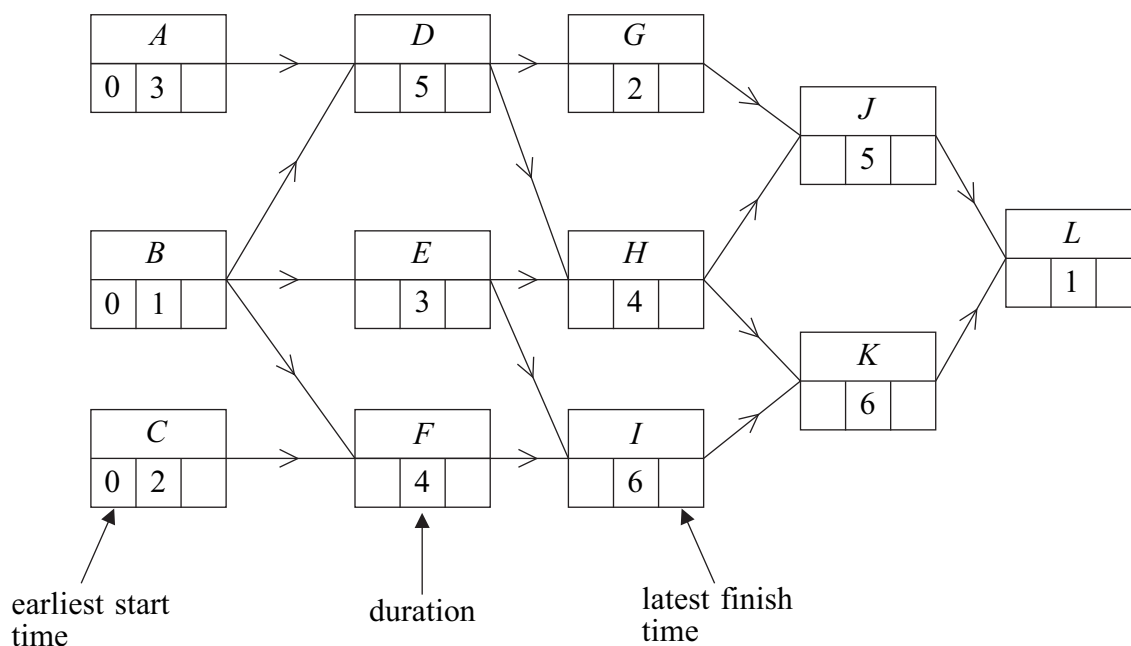 A D G
0 3 5 2
J
5
B E H L
0 1 3 4 1
K
6
C F I
0 2 4 6
earliest start
time
duration
latest finish
time